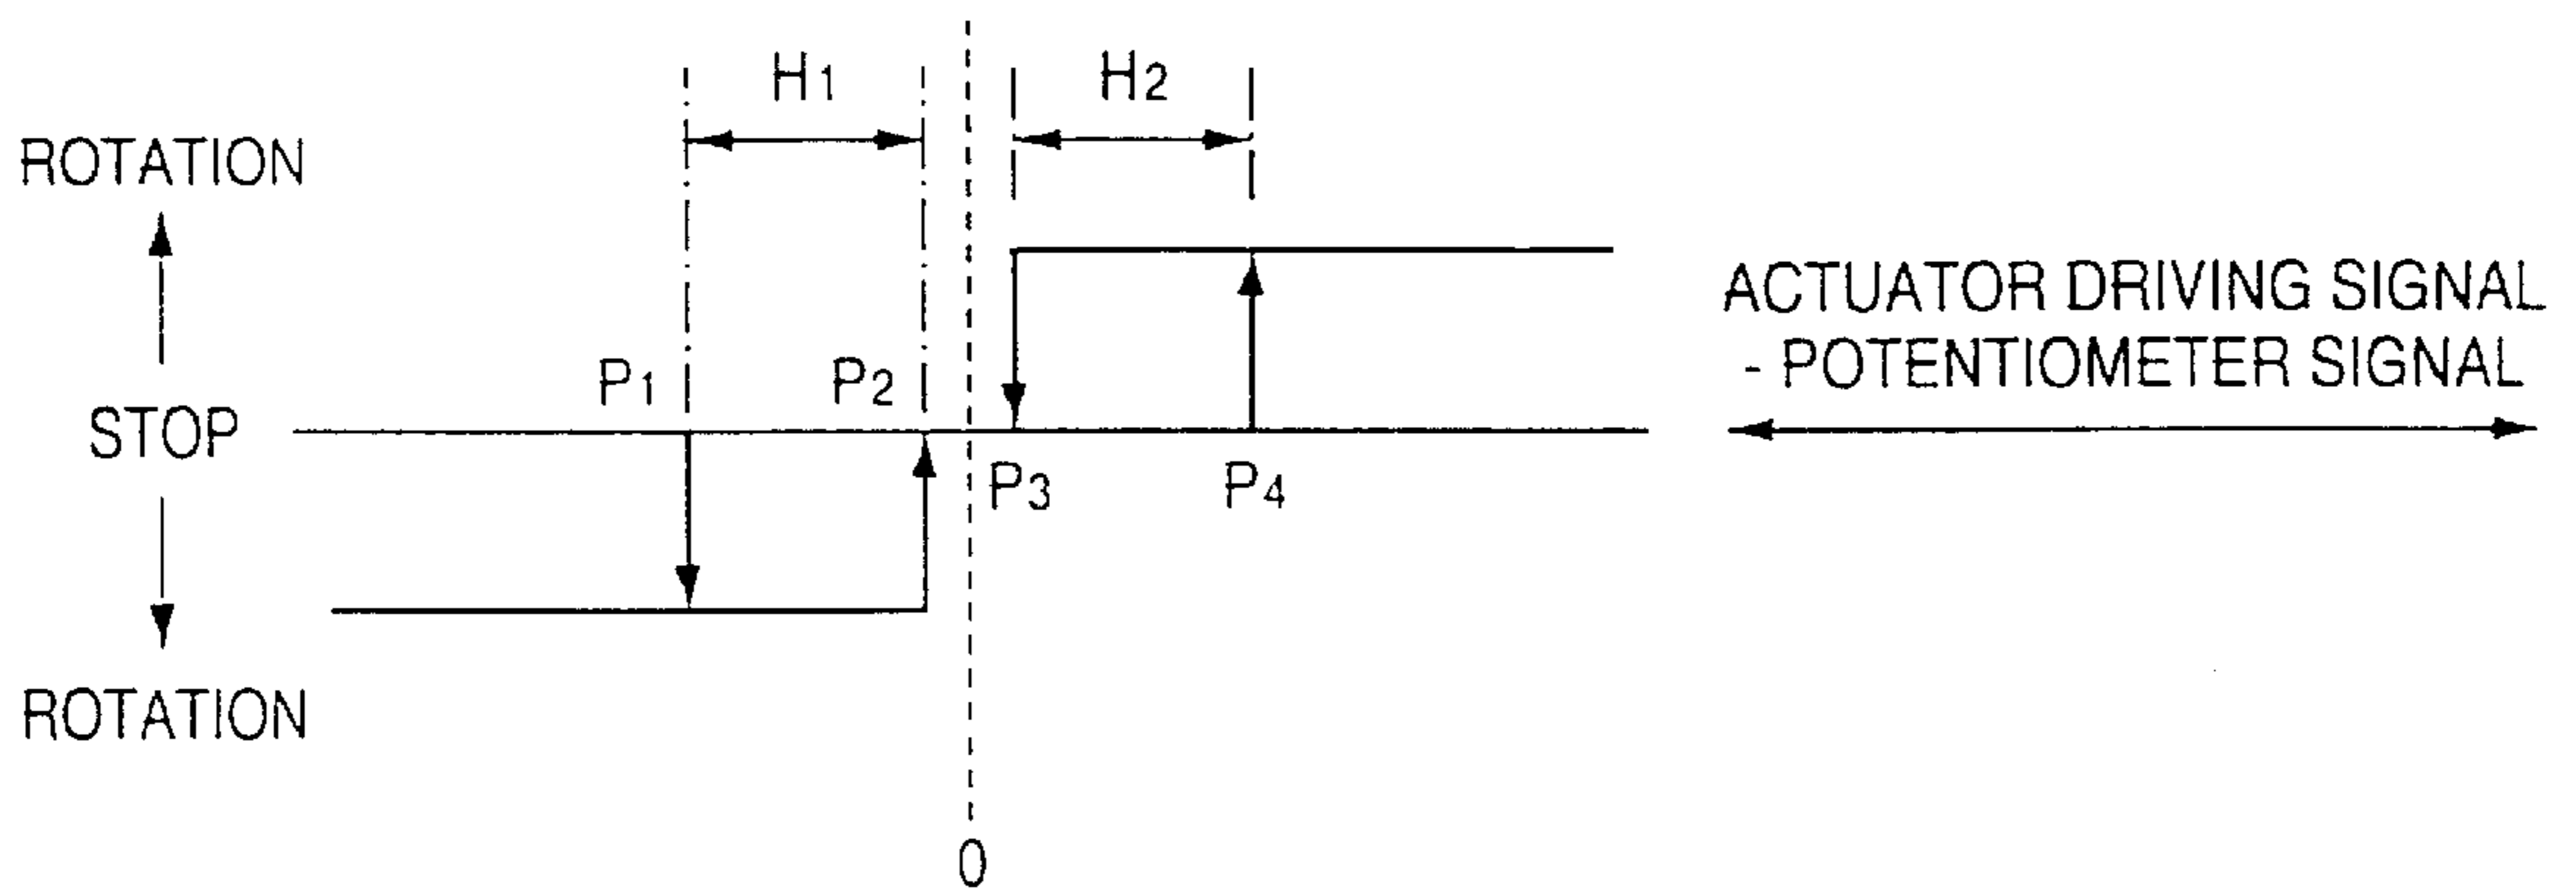 H1 H2
ROTATION
ACTUATOR DRIVING SIGNAL
- POTENTIOMETER SIGNAL
P1 P2
STOP
P3 P4
ROTATION
0